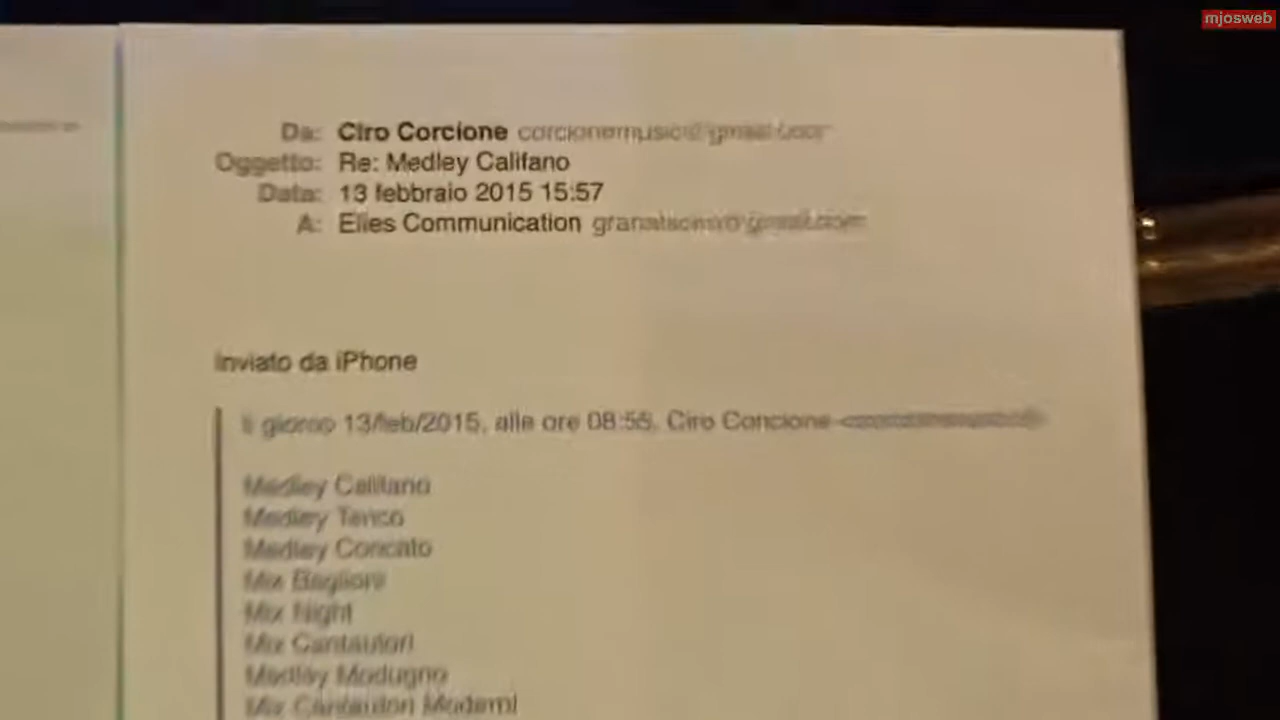 mjosweb
Da: Ciro Corcione
Oggetto: Re: Medley Califano
Data: 13 febbraio 2015 15:57
A: Elies Communication
Inviato da iPhone
Il giorno 13/feb/2015, alle ore 08:55, Ciro Corcione
Medley Califano
Medley Tenco
Medley Concato
Mix Baglioni
Mix Night
Mix Cantautori
Medley Modugno
Mix Cantautori Moderni